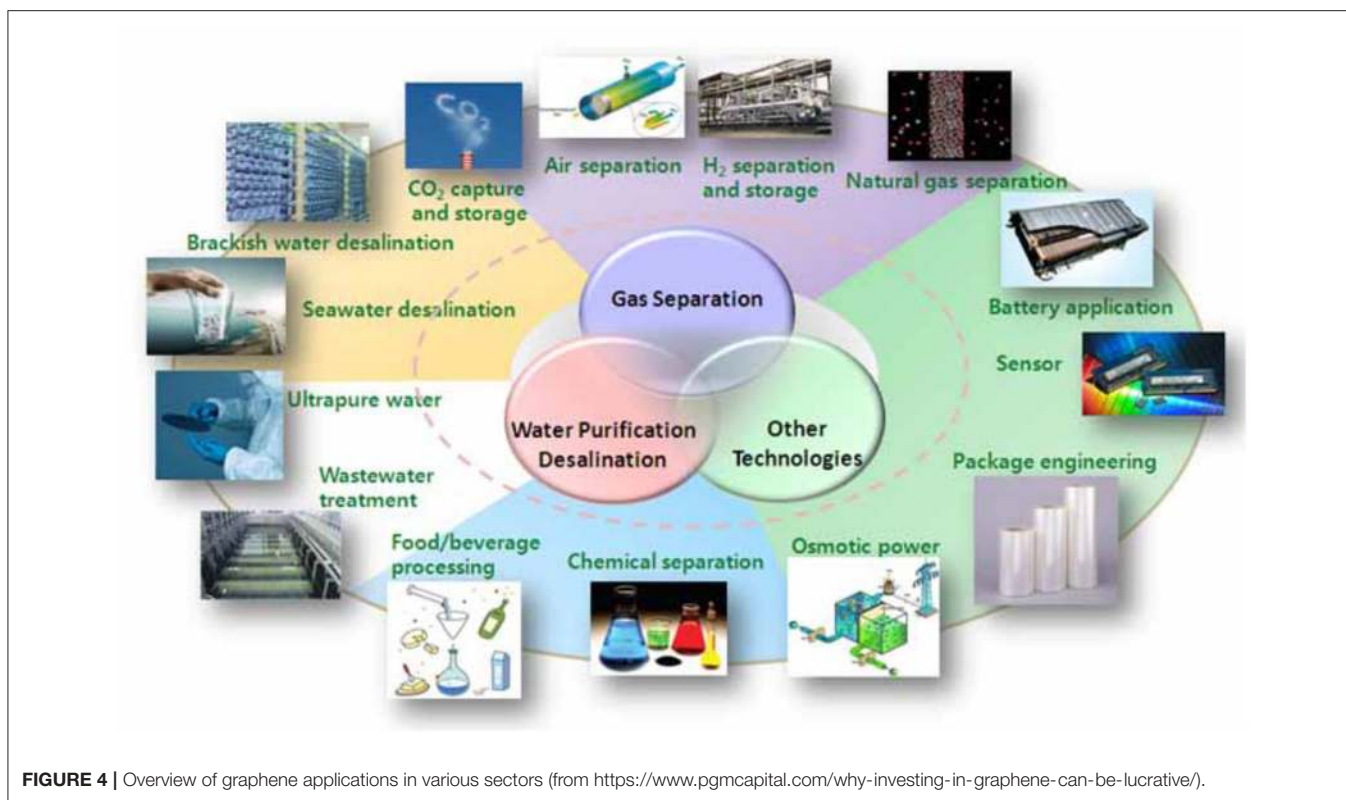 Air separation
H₂ separation
and storage
Natural gas separation
CO₂
CO₂ capture
and storage
Brackish water desalination
Seawater desalination
Ultrapure water
Wastewater
treatment
Food/beverage
processing
Chemical separation
Osmotic power
Package engineering
Sensor
Battery application
Gas Separation
Water Purification
Desalination
Other
Technologies
FIGURE 4 | Overview of graphene applications in various sectors (from https://www.pgmcapital.com/why-investing-in-graphene-can-be-lucrative/).